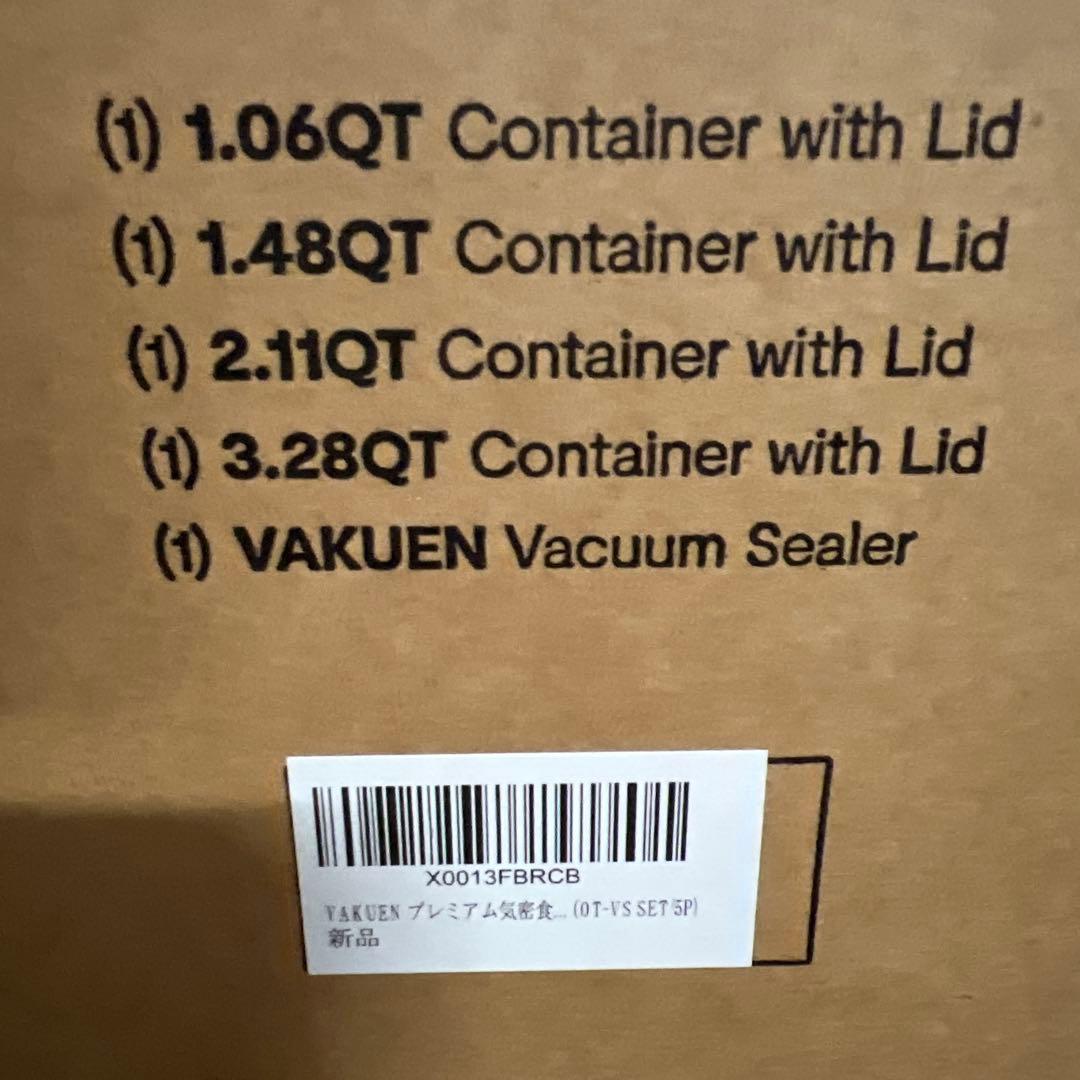 (1) 1.06QT Container with Lid
(1) 1.48QT Container with Lid
(1) 2.11QT Container with Lid
(1) 3.28QT Container with Lid
(1) VAKUEN Vacuum Sealer
X0013FBRCB
VAKUEN プレミアム気密食... (OT-VS SET 5P)
新品